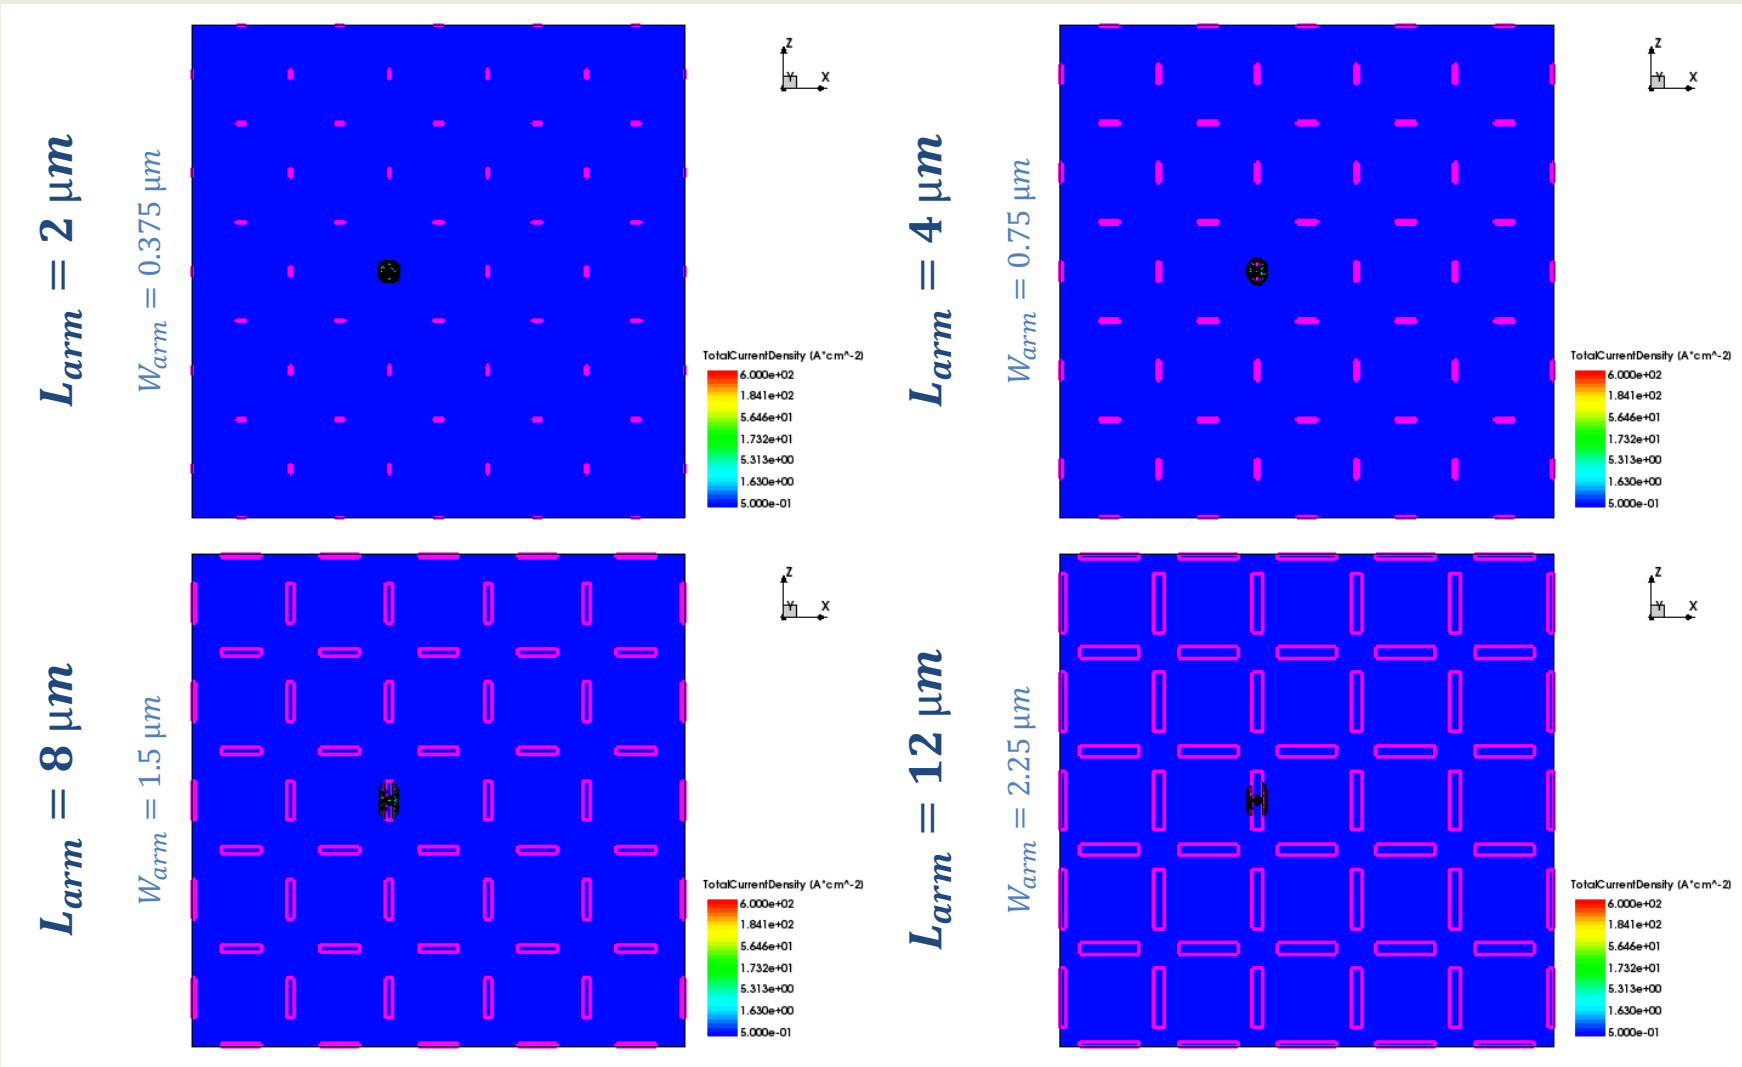 L_arm = 2 μm
W_arm = 0.375 μm
Z
Y X
TotalCurrentDensity (A*cm^-2)
6.000e+02
1.841e+02
5.646e+01
1.732e+01
5.313e+00
1.630e+00
5.000e-01
L_arm = 4 μm
W_arm = 0.75 μm
Z
Y X
TotalCurrentDensity (A*cm^-2)
6.000e+02
1.841e+02
5.646e+01
1.732e+01
5.313e+00
1.630e+00
5.000e-01
L_arm = 8 μm
W_arm = 1.5 μm
Z
Y X
TotalCurrentDensity (A*cm^-2)
6.000e+02
1.841e+02
5.646e+01
1.732e+01
5.313e+00
1.630e+00
5.000e-01
L_arm = 12 μm
W_arm = 2.25 μm
Z
Y X
TotalCurrentDensity (A*cm^-2)
6.000e+02
1.841e+02
5.646e+01
1.732e+01
5.313e+00
1.630e+00
5.000e-01